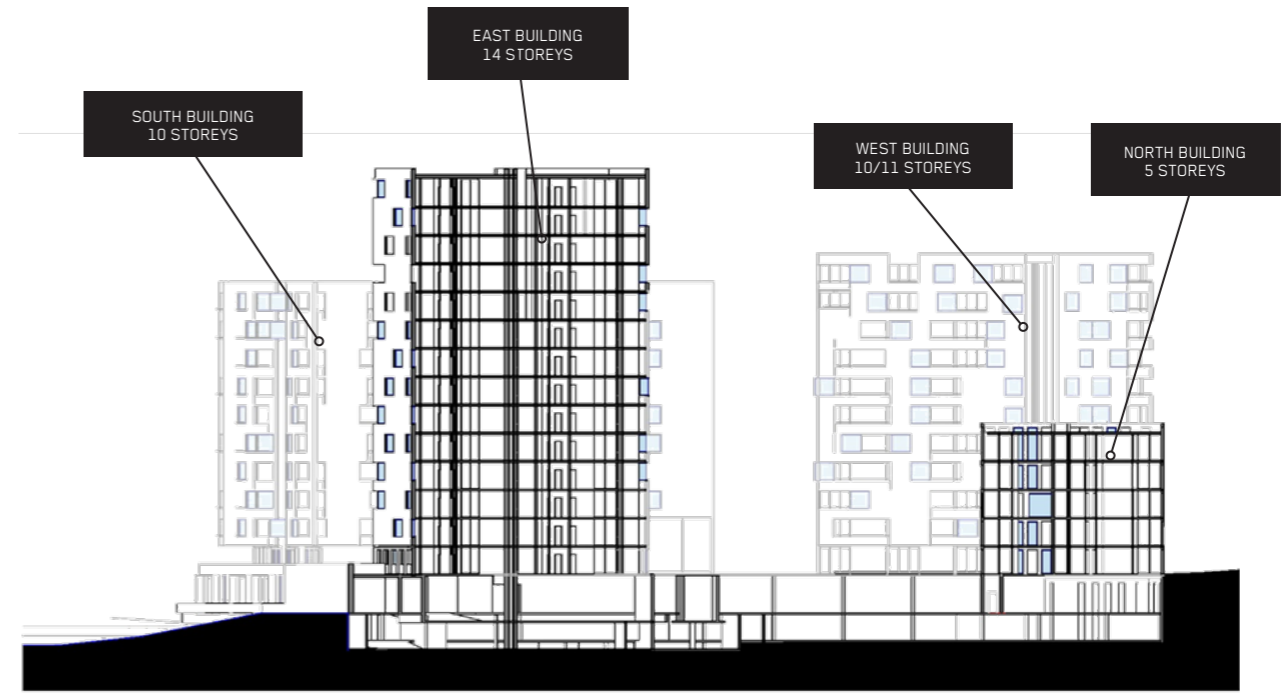 EAST BUILDING
14 STOREYS
SOUTH BUILDING
10 STOREYS
WEST BUILDING
10/11 STOREYS
NORTH BUILDING
5 STOREYS